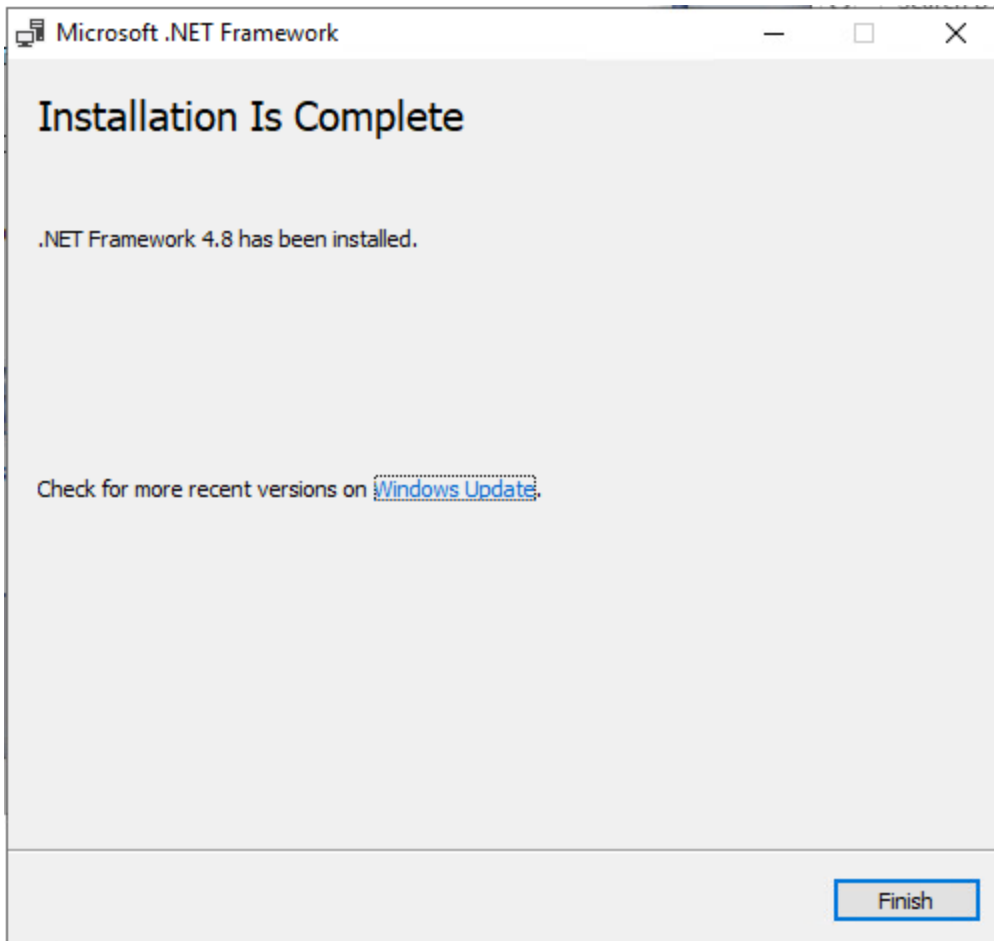 Microsoft .NET Framework
Installation Is Complete
.NET Framework 4.8 has been installed.
Check for more recent versions on Windows Update.
Finish